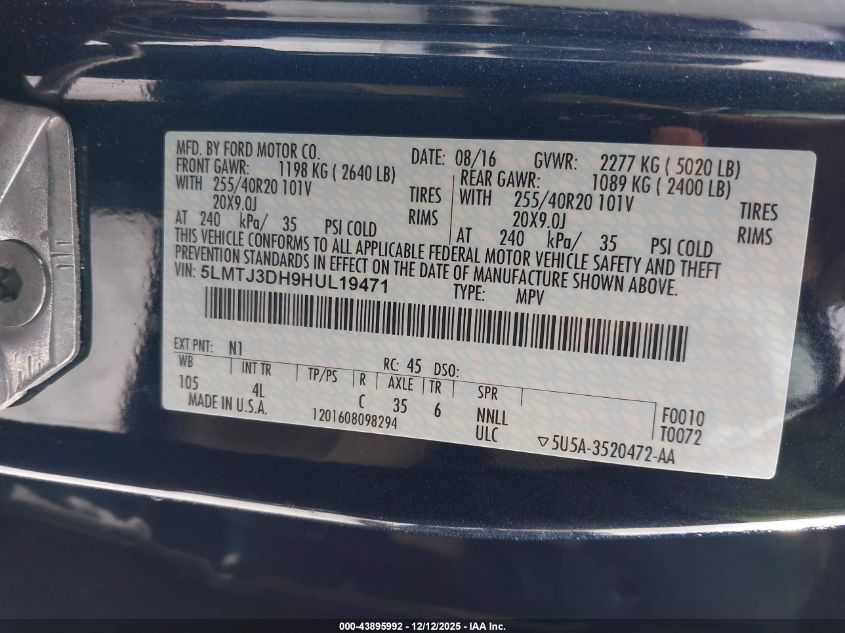 MFD. BY FORD MOTOR CO. DATE: 08/16 GVWR: 2277 KG ( 5020 LB)
FRONT GAWR: 1198 KG ( 2640 LB) REAR GAWR: 1089 KG ( 2400 LB)
WITH 255/40R20 101V TIRES WITH 255/40R20 101V TIRES
20X9.0J RIMS 20X9.0J RIMS
AT 240 kPa/ 35 PSI COLD AT 240 kPa/ 35 PSI COLD
THIS VEHICLE CONFORMS TO ALL APPLICABLE FEDERAL MOTOR VEHICLE SAFETY AND THEFT
PREVENTION STANDARDS IN EFFECT ON THE DATE OF MANUFACTURE SHOWN ABOVE.
VIN: 5LMTJ3DH9HUL19471 TYPE: MPV
EXT PNT: N1 RC: 45 DSO:
WB INT TR TP/PS R AXLE TR SPR
105 4L C 35 6 NNLL F0010
MADE IN U.S.A. 1201608098294 ULC T0072
▽5U5A-3520472-AA
000-43895992 - 12/12/2025 - IAA Inc.